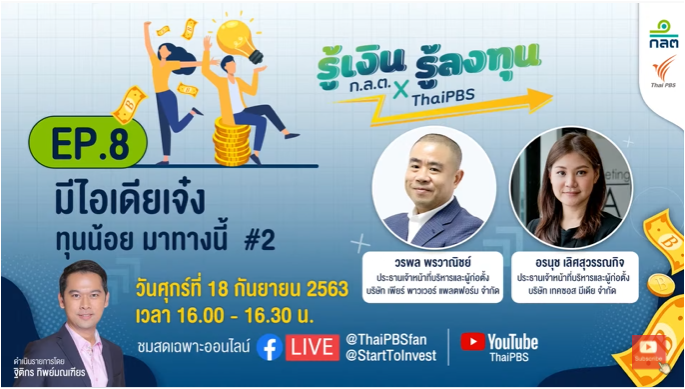 กลต
Thai PBS
รู้เงิน รู้ลงทุน
ก.ล.ต. X ThaiPBS
EP.8
มีไอเดียเจ๋ง
ทุนน้อย มาทางนี้ #2
วรพล พรวาณิชย์
ประธานเจ้าหน้าที่บริหารและผู้ก่อตั้ง
บริษัท เพียร์ พาวเวอร์ แพลตฟอร์ม จำกัด
อรนุช เลิศสุวรรณกิจ
ประธานเจ้าหน้าที่บริหารและผู้ก่อตั้ง
บริษัท เทคซอส มีเดีย จำกัด
วันศุกร์ที่ 18 กันยายน 2563
เวลา 16.00 - 16.30 น.
ชมสดเฉพาะออนไลน์
LIVE
@ThaiPBSfan
@StartToInvest
YouTube
ThaiPBS
ดำเนินรายการโดย
ฐิติกร ทิพย์มณเฑียร
Subscribe